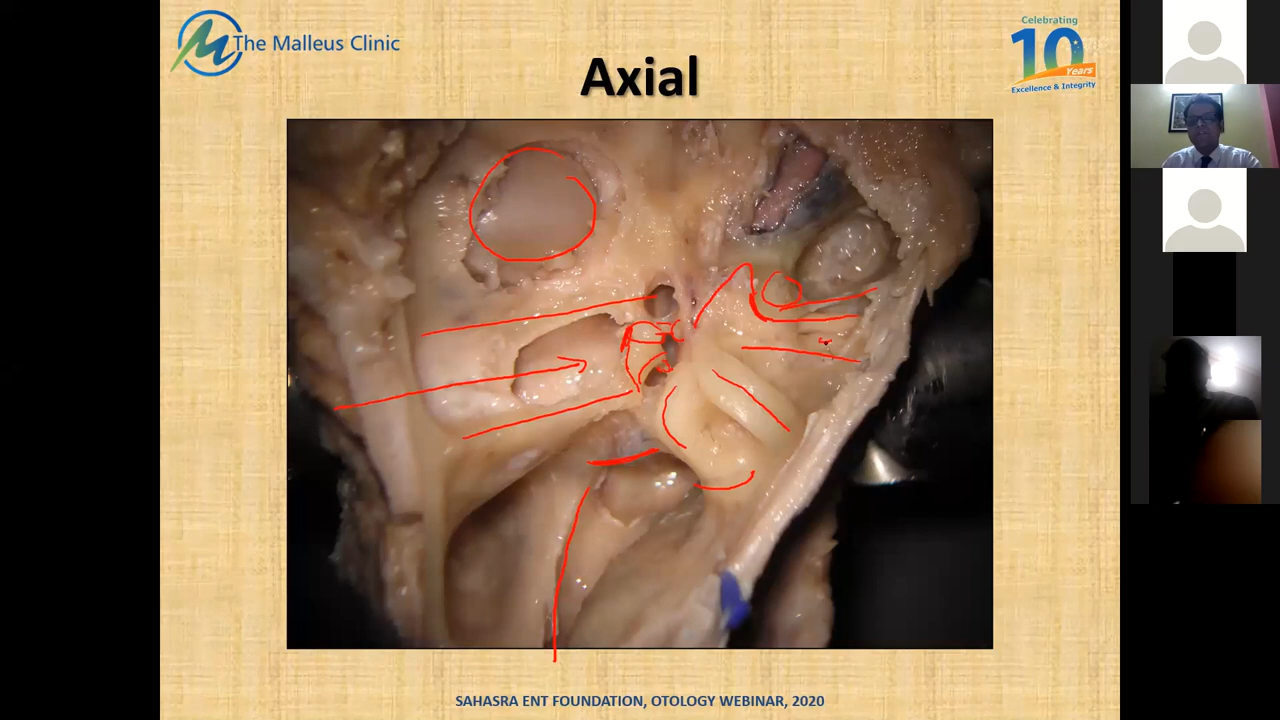 The Malleus Clinic
Celebrating
10
Years
Excellence & Integrity
Axial
SAHASRA ENT FOUNDATION, OTOLOGY WEBINAR, 2020